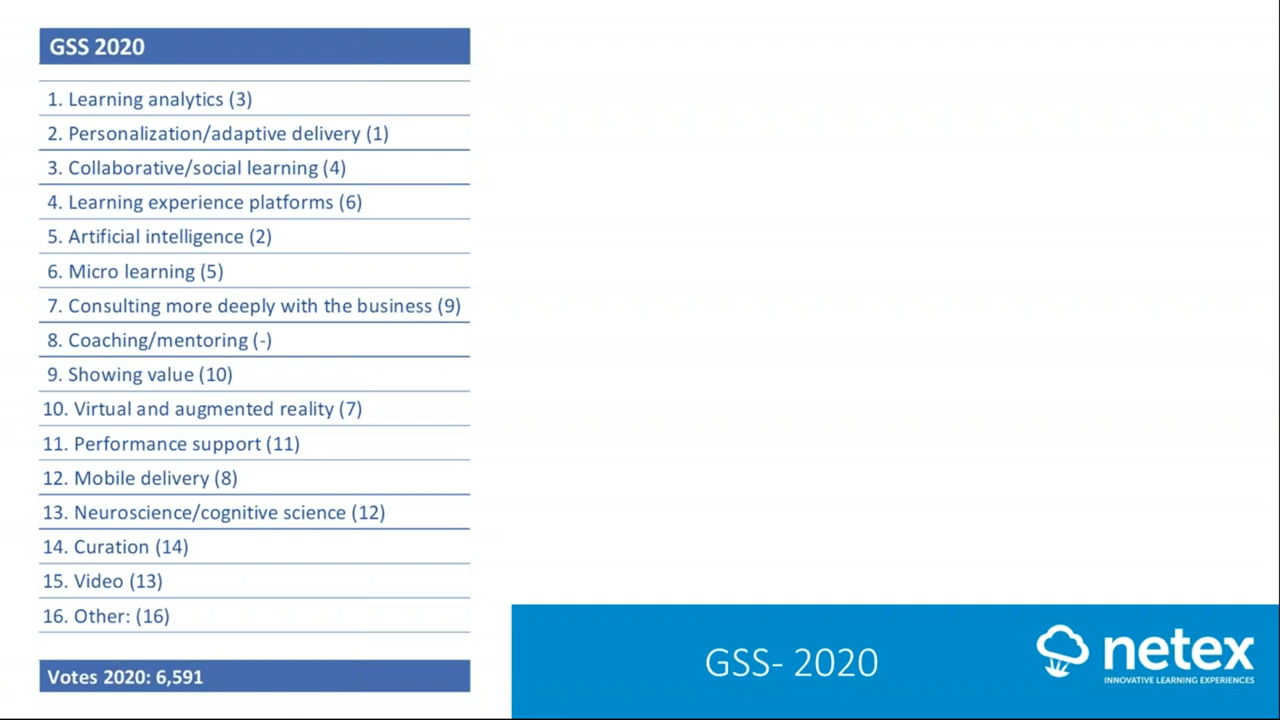 GSS 2020
1. Learning analytics (3)
2. Personalization/adaptive delivery (1)
3. Collaborative/social learning (4)
4. Learning experience platforms (6)
5. Artificial intelligence (2)
6. Micro learning (5)
7. Consulting more deeply with the business (9)
8. Coaching/mentoring (-)
9. Showing value (10)
10. Virtual and augmented reality (7)
11. Performance support (11)
12. Mobile delivery (8)
13. Neuroscience/cognitive science (12)
14. Curation (14)
15. Video (13)
16. Other: (16)
Votes 2020: 6,591
GSS- 2020
netex
INNOVATIVE LEARNING EXPERIENCES